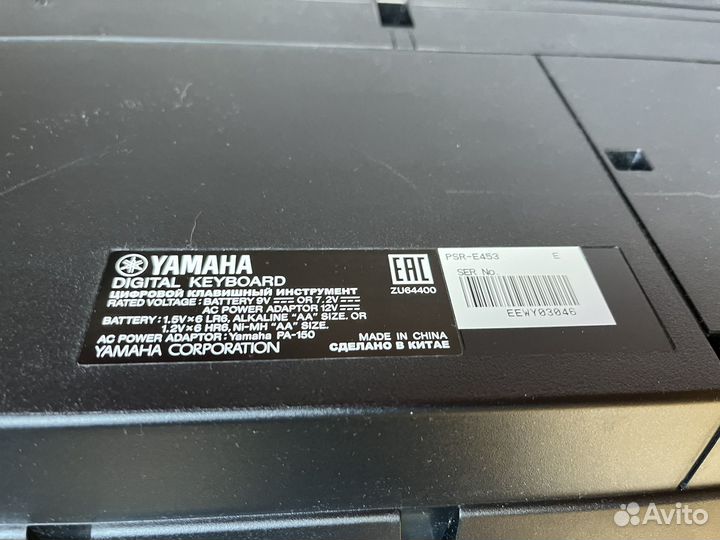 YAMAHA
DIGITAL KEYBOARD
ЦИФРОВОЙ КЛАВИШНЫЙ ИНСТРУМЕНТ
RATED VOLTAGE: BATTERY 9V OR 7.2V
AC POWER ADAPTOR 12V
BATTERY: 1.5V×6 LR6, ALKALINE "AA" SIZE. OR
1.2V×6 HR6, Ni-MH "AA" SIZE.
AC POWER ADAPTOR: Yamaha PA-150
YAMAHA CORPORATION
EAC
ZU64400
MADE IN CHINA
СДЕЛАНО В КИТАЕ
PSR-E453 E
SER No.
EEWY03046
Avito